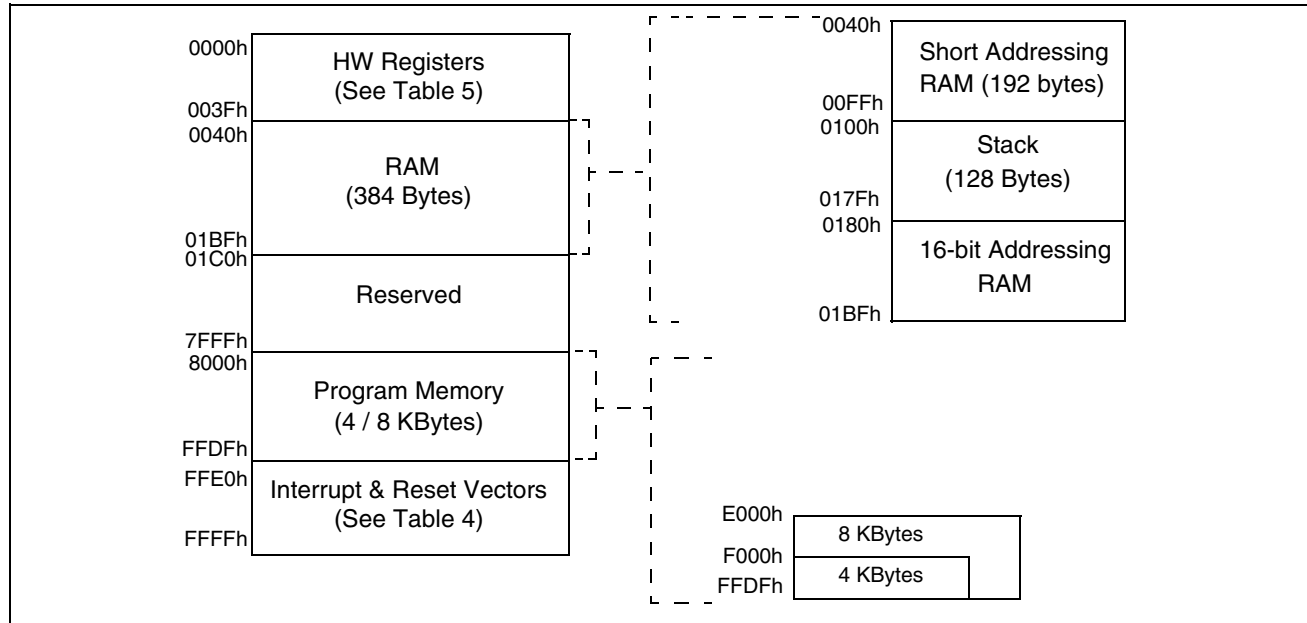 0000h
HW Registers
(See Table 5)
003Fh
0040h
RAM
(384 Bytes)
01BFh
01C0h
Reserved
7FFFh
8000h
Program Memory
(4 / 8 KBytes)
FFDFh
FFE0h
Interrupt & Reset Vectors
(See Table 4)
FFFFh
0040h
Short Addressing
RAM (192 bytes)
00FFh
0100h
Stack
(128 Bytes)
017Fh
0180h
16-bit Addressing
RAM
01BFh
E000h
8 KBytes
F000h
4 KBytes
FFDFh